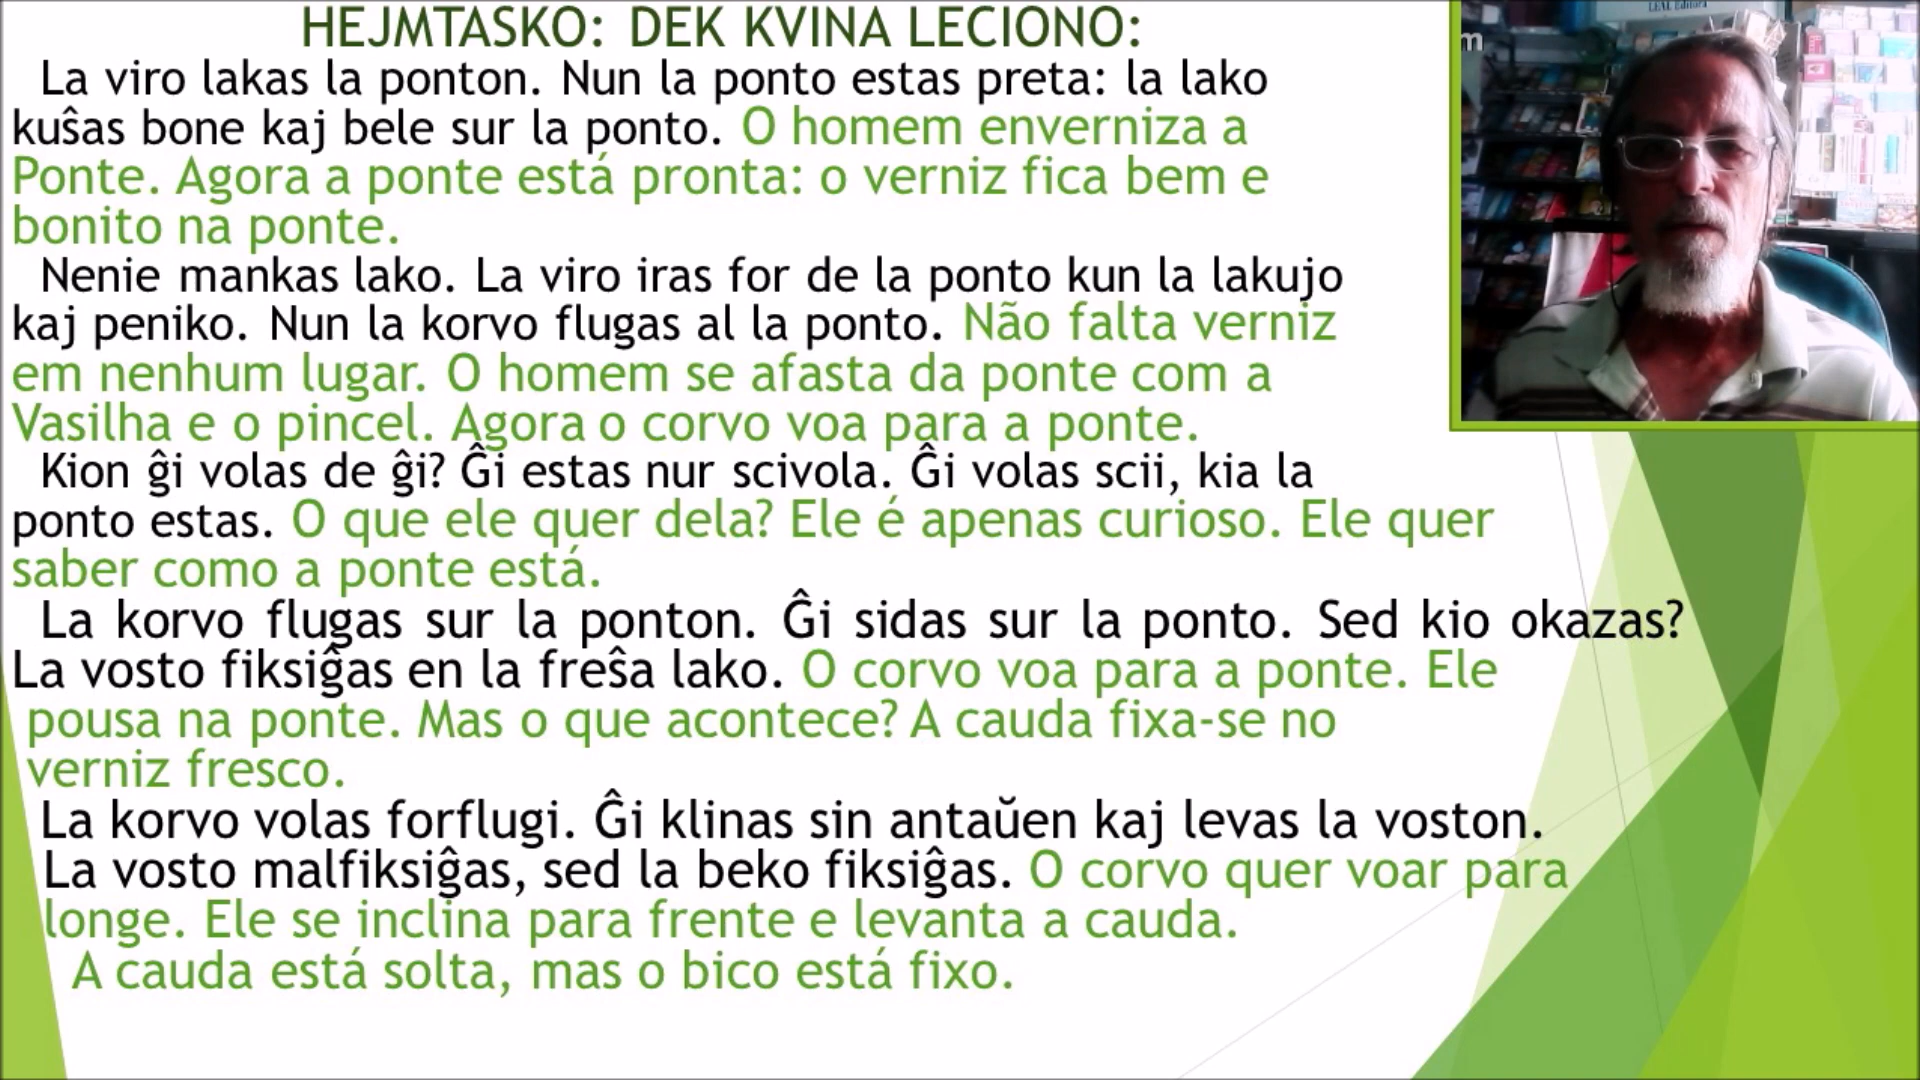 HEJMTASKO: DEK KVINA LECIONO:
La viro lakas la ponton. Nun la ponto estas preta: la lako
kuŝas bone kaj bele sur la ponto. O homem enverniza a
Ponte. Agora a ponte está pronta: o verniz fica bem e
bonito na ponte.
Nenie mankas lako. La viro iras for de la ponto kun la lakujo
kaj peniko. Nun la korvo flugas al la ponto. Não falta verniz
em nenhum lugar. O homem se afasta da ponte com a
Vasilha e o pincel. Agora o corvo voa para a ponte.
Kion ĝi volas de ĝi? Ĝi estas nur scivola. Ĝi volas scii, kia la
ponto estas. O que ele quer dela? Ele é apenas curioso. Ele quer
saber como a ponte está.
La korvo flugas sur la ponton. Ĝi sidas sur la ponto. Sed kio okazas?
La vosto fiksiĝas en la freŝa lako. O corvo voa para a ponte. Ele
pousa na ponte. Mas o que acontece? A cauda fixa-se no
verniz fresco.
La korvo volas forflugi. Ĝi klinas sin antaŭen kaj levas la voston.
La vosto malfiksiĝas, sed la beko fiksiĝas. O corvo quer voar para
longe. Ele se inclina para frente e levanta a cauda.
A cauda está solta, mas o bico está fixo.
LEAL Editora
m